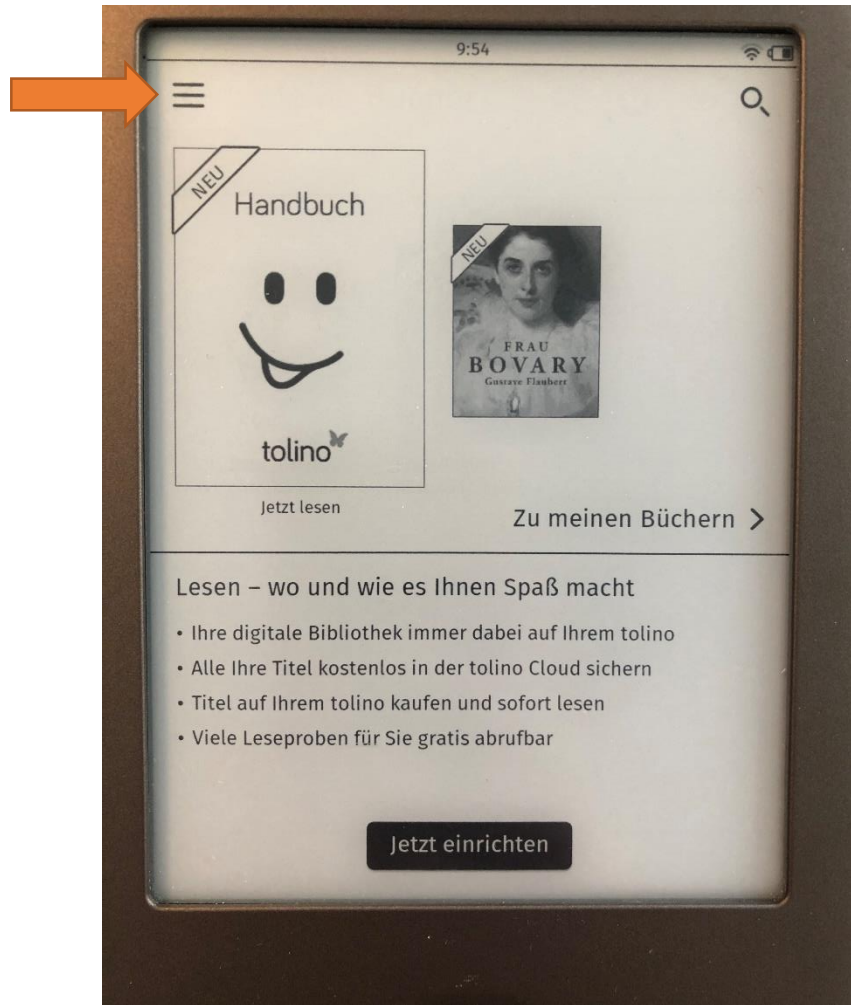 9:54
NEU
Handbuch
tolino
Jetzt lesen
NEU
FRAU
BOVARY
Gustave Flaubert
Zu meinen Büchern
Lesen – wo und wie es Ihnen Spaß macht
• Ihre digitale Bibliothek immer dabei auf Ihrem tolino
• Alle Ihre Titel kostenlos in der tolino Cloud sichern
• Titel auf Ihrem tolino kaufen und sofort lesen
• Viele Leseproben für Sie gratis abrufbar
Jetzt einrichten